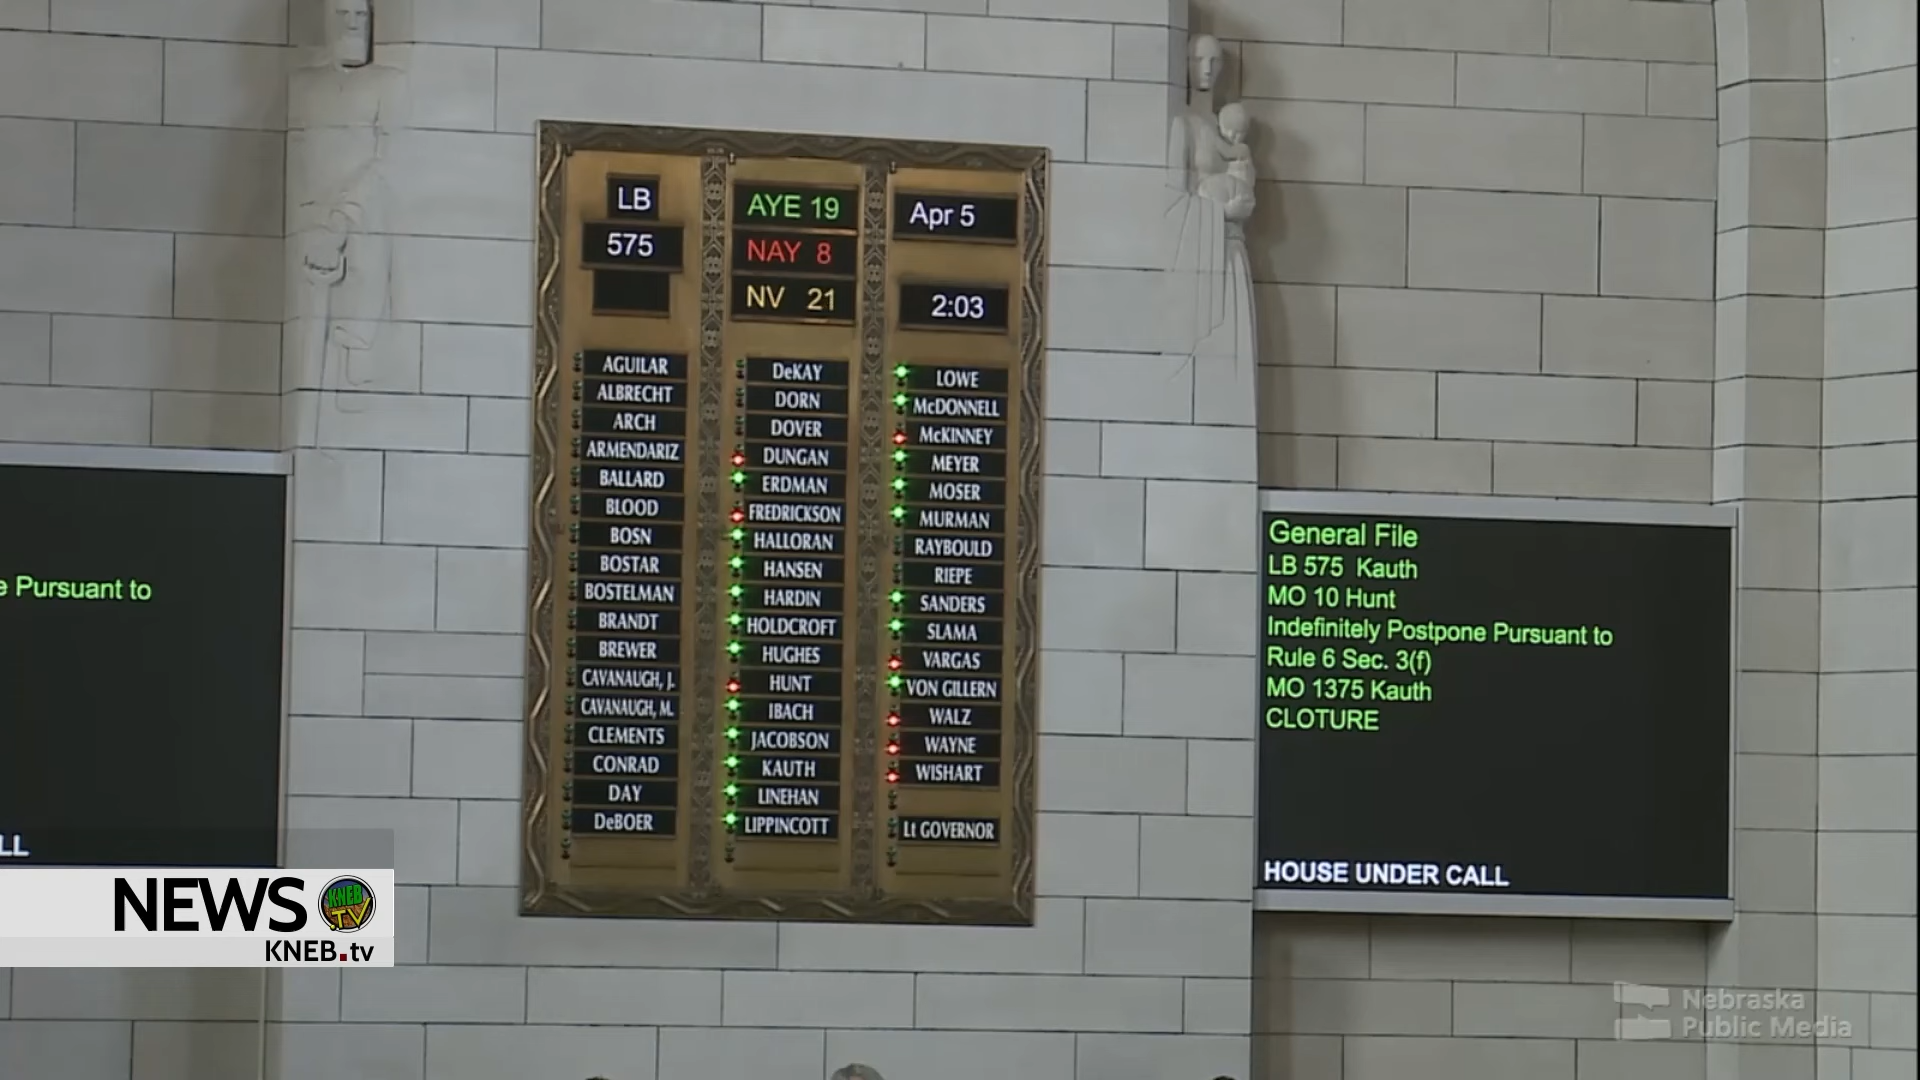 LB
575
AYE 19
NAY 8
NV 21
Apr 5
2:03
AGUILAR
ALBRECHT
ARCH
ARMENDARIZ
BALLARD
BLOOD
BOSN
BOSTAR
BOSTELMAN
BRANDT
BREWER
CAVANAUGH, J.
CAVANAUGH, M.
CLEMENTS
CONRAD
DAY
DeBOER
DeKAY
DORN
DOVER
DUNGAN
ERDMAN
FREDRICKSON
HALLORAN
HANSEN
HARDIN
HOLDCROFT
HUGHES
HUNT
IBACH
JACOBSON
KAUTH
LINEHAN
LIPPINCOTT
LOWE
McDONNELL
McKINNEY
MEYER
MOSER
MURMAN
RAYBOULD
RIEPE
SANDERS
SLAMA
VARGAS
VON GILLERN
WALZ
WAYNE
WISHART
Lt GOVERNOR
e Pursuant to
LL
General File
LB 575 Kauth
MO 10 Hunt
Indefinitely Postpone Pursuant to
Rule 6 Sec. 3(f)
MO 1375 Kauth
CLOTURE
HOUSE UNDER CALL
NEWS
KNEB
.TV
KNEB.tv
Nebraska
Public Media